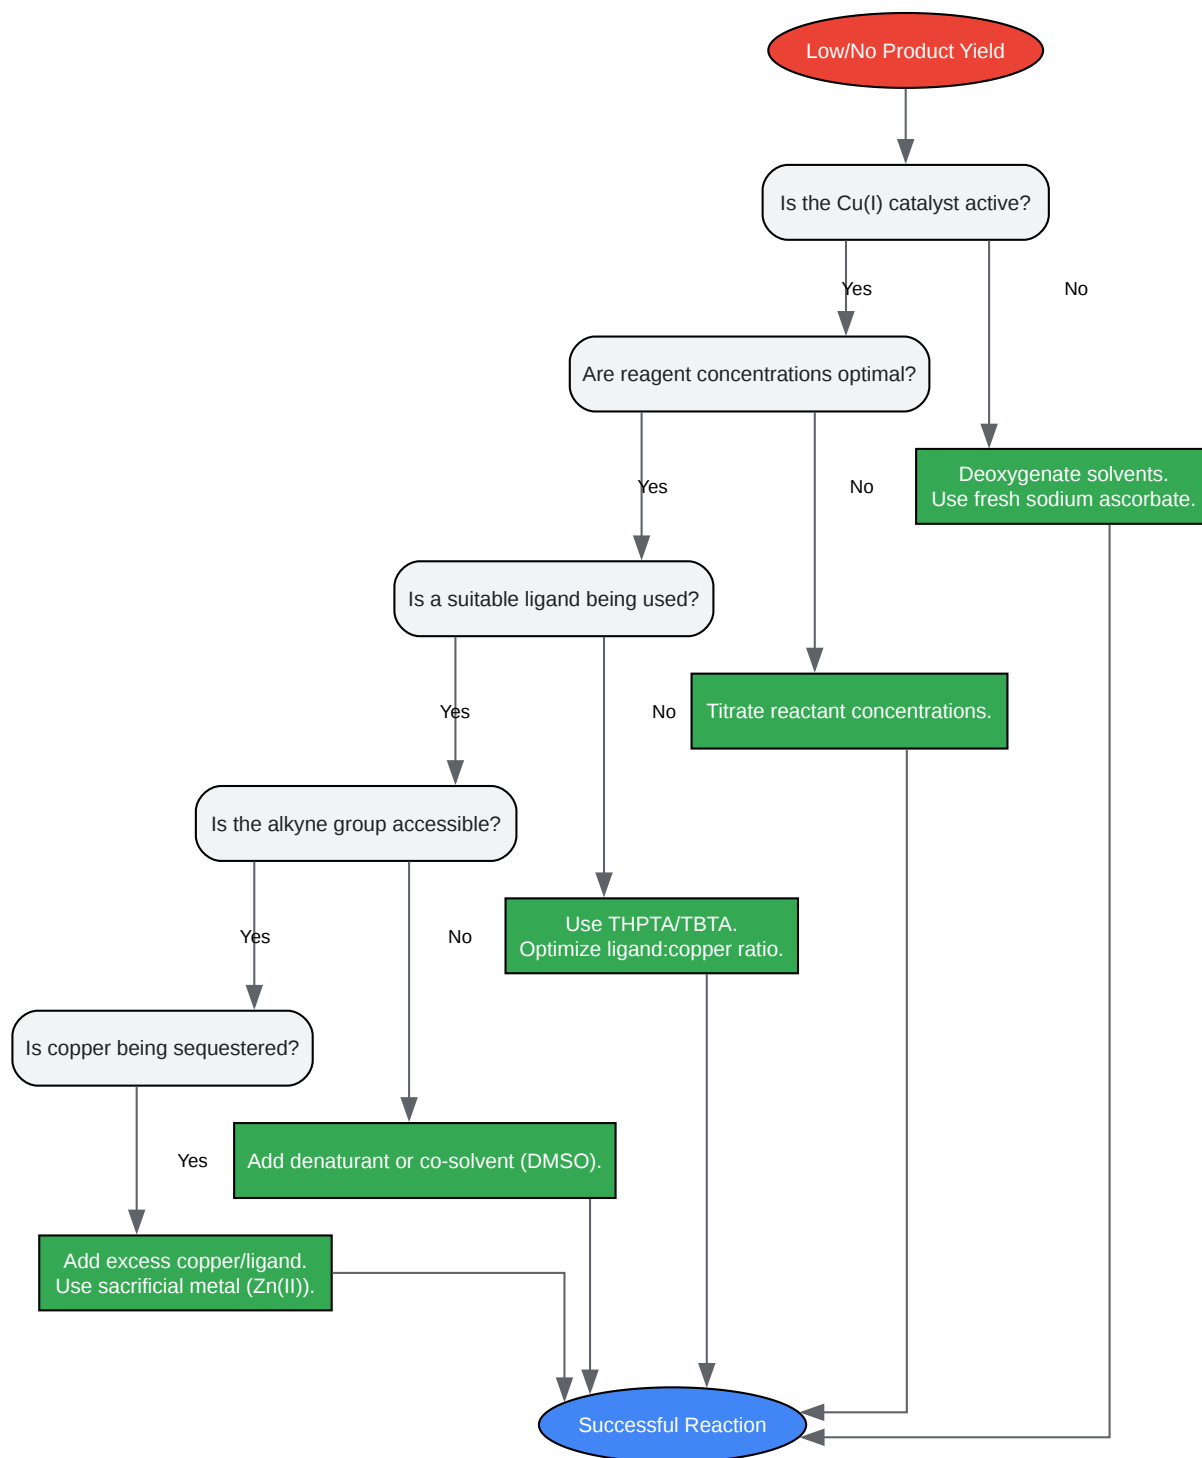 Low/No Product Yield
Is the Cu(I) catalyst active?
Yes
No
Are reagent concentrations optimal?
Deoxygenate solvents.
Use fresh sodium ascorbate.
Yes
No
Is a suitable ligand being used?
Yes
No
Titrate reactant concentrations.
Is the alkyne group accessible?
Use THPTA/TBTA.
Optimize ligand:copper ratio.
Yes
No
Is copper being sequestered?
Yes
Add denaturant or co-solvent (DMSO).
Add excess copper/ligand.
Use sacrificial metal (Zn(II)).
Successful Reaction